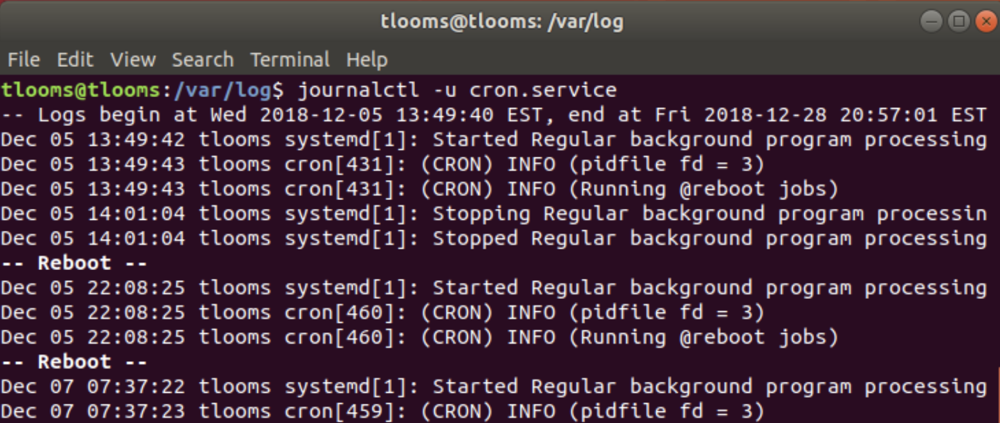 tlooms@tlooms: /var/log
File Edit View Search Terminal Help
tlooms@tlooms:/var/log$ journalctl -u cron.service
-- Logs begin at Wed 2018-12-05 13:49:40 EST, end at Fri 2018-12-28 20:57:01 EST
Dec 05 13:49:42 tlooms systemd[1]: Started Regular background program processing
Dec 05 13:49:43 tlooms cron[431]: (CRON) INFO (pidfile fd = 3)
Dec 05 13:49:43 tlooms cron[431]: (CRON) INFO (Running @reboot jobs)
Dec 05 14:01:04 tlooms systemd[1]: Stopping Regular background program processin
Dec 05 14:01:04 tlooms systemd[1]: Stopped Regular background program processing
-- Reboot --
Dec 05 22:08:25 tlooms systemd[1]: Started Regular background program processing
Dec 05 22:08:25 tlooms cron[460]: (CRON) INFO (pidfile fd = 3)
Dec 05 22:08:25 tlooms cron[460]: (CRON) INFO (Running @reboot jobs)
-- Reboot --
Dec 07 07:37:22 tlooms systemd[1]: Started Regular background program processing
Dec 07 07:37:23 tlooms cron[459]: (CRON) INFO (pidfile fd = 3)